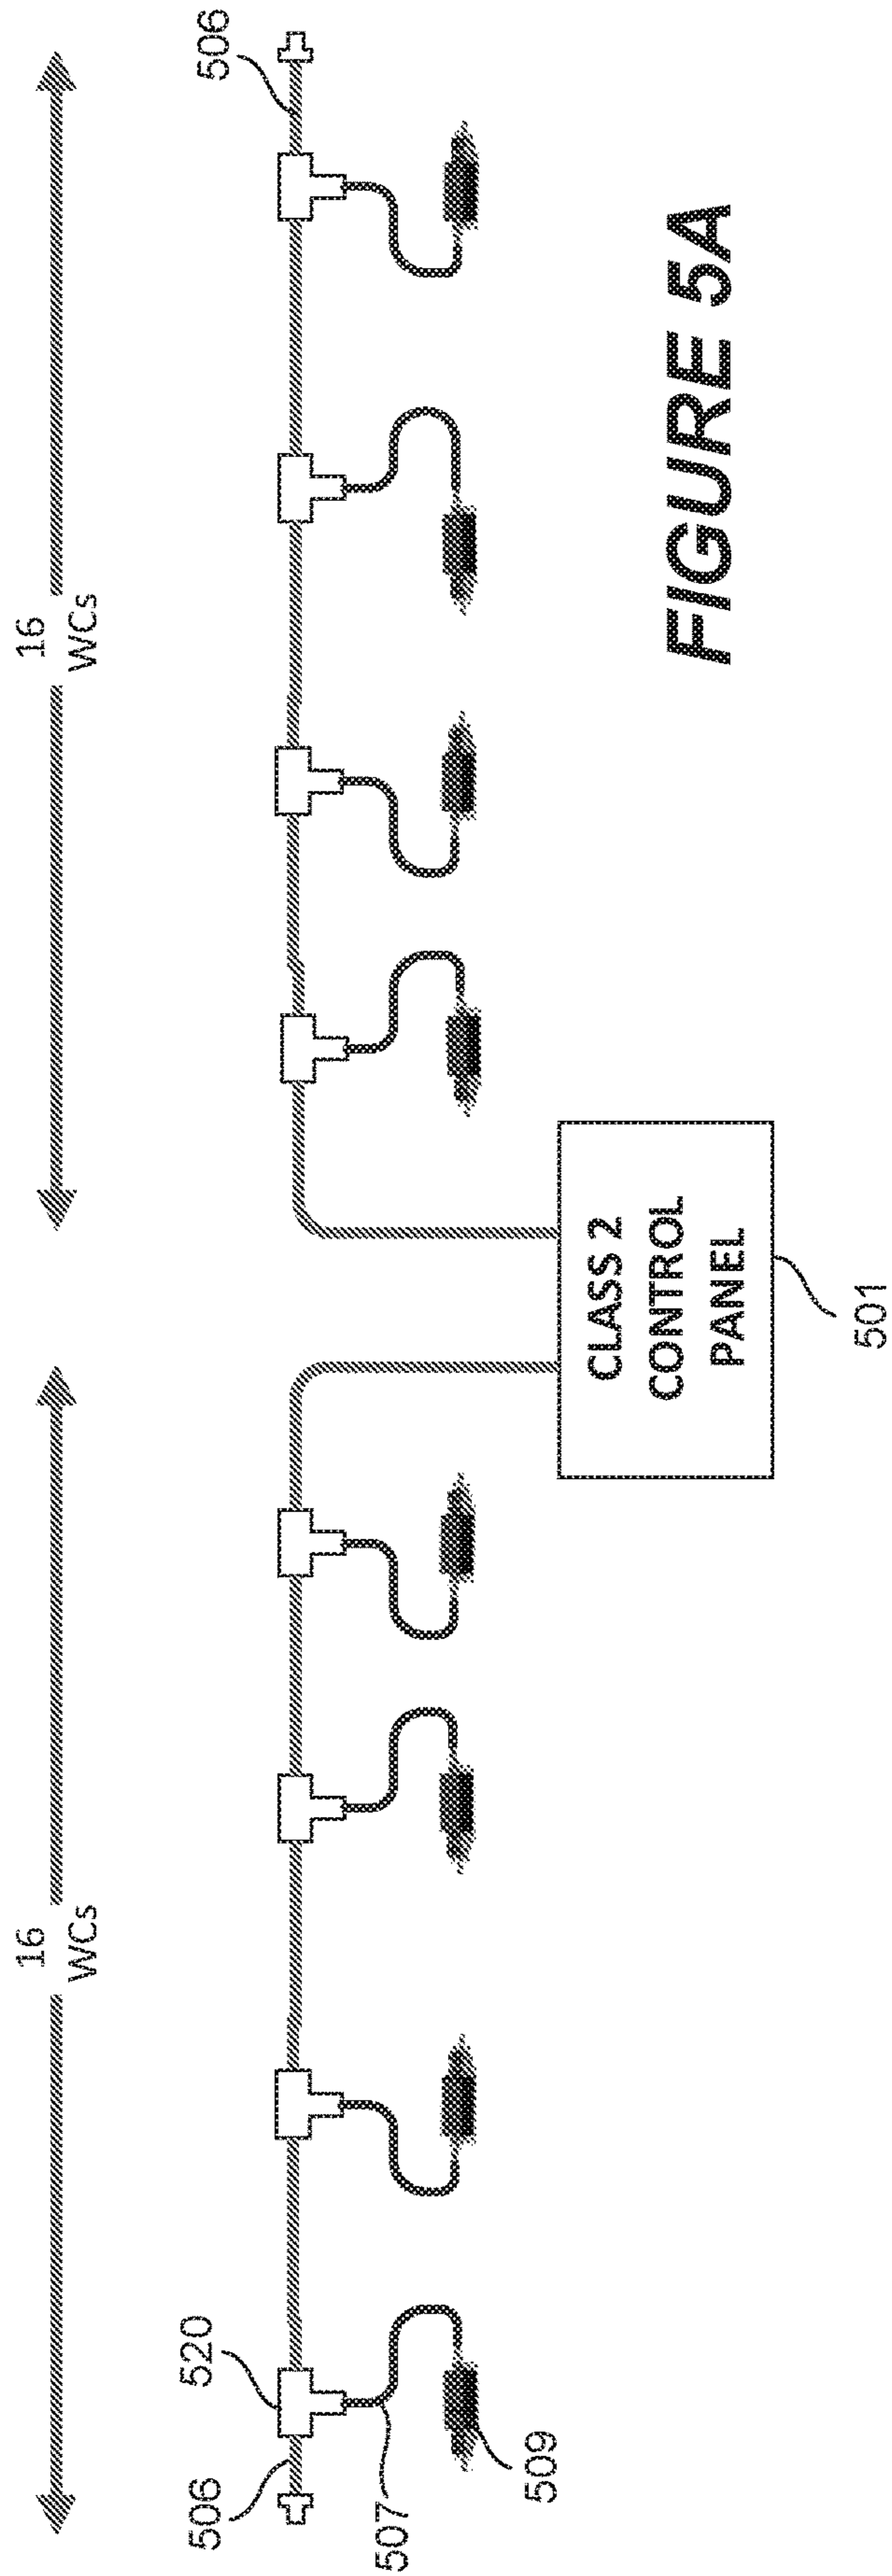 16
WCs
16
WCs
506
520
506
507
509
CLASS 2
CONTROL
PANEL
501
FIGURE 5A